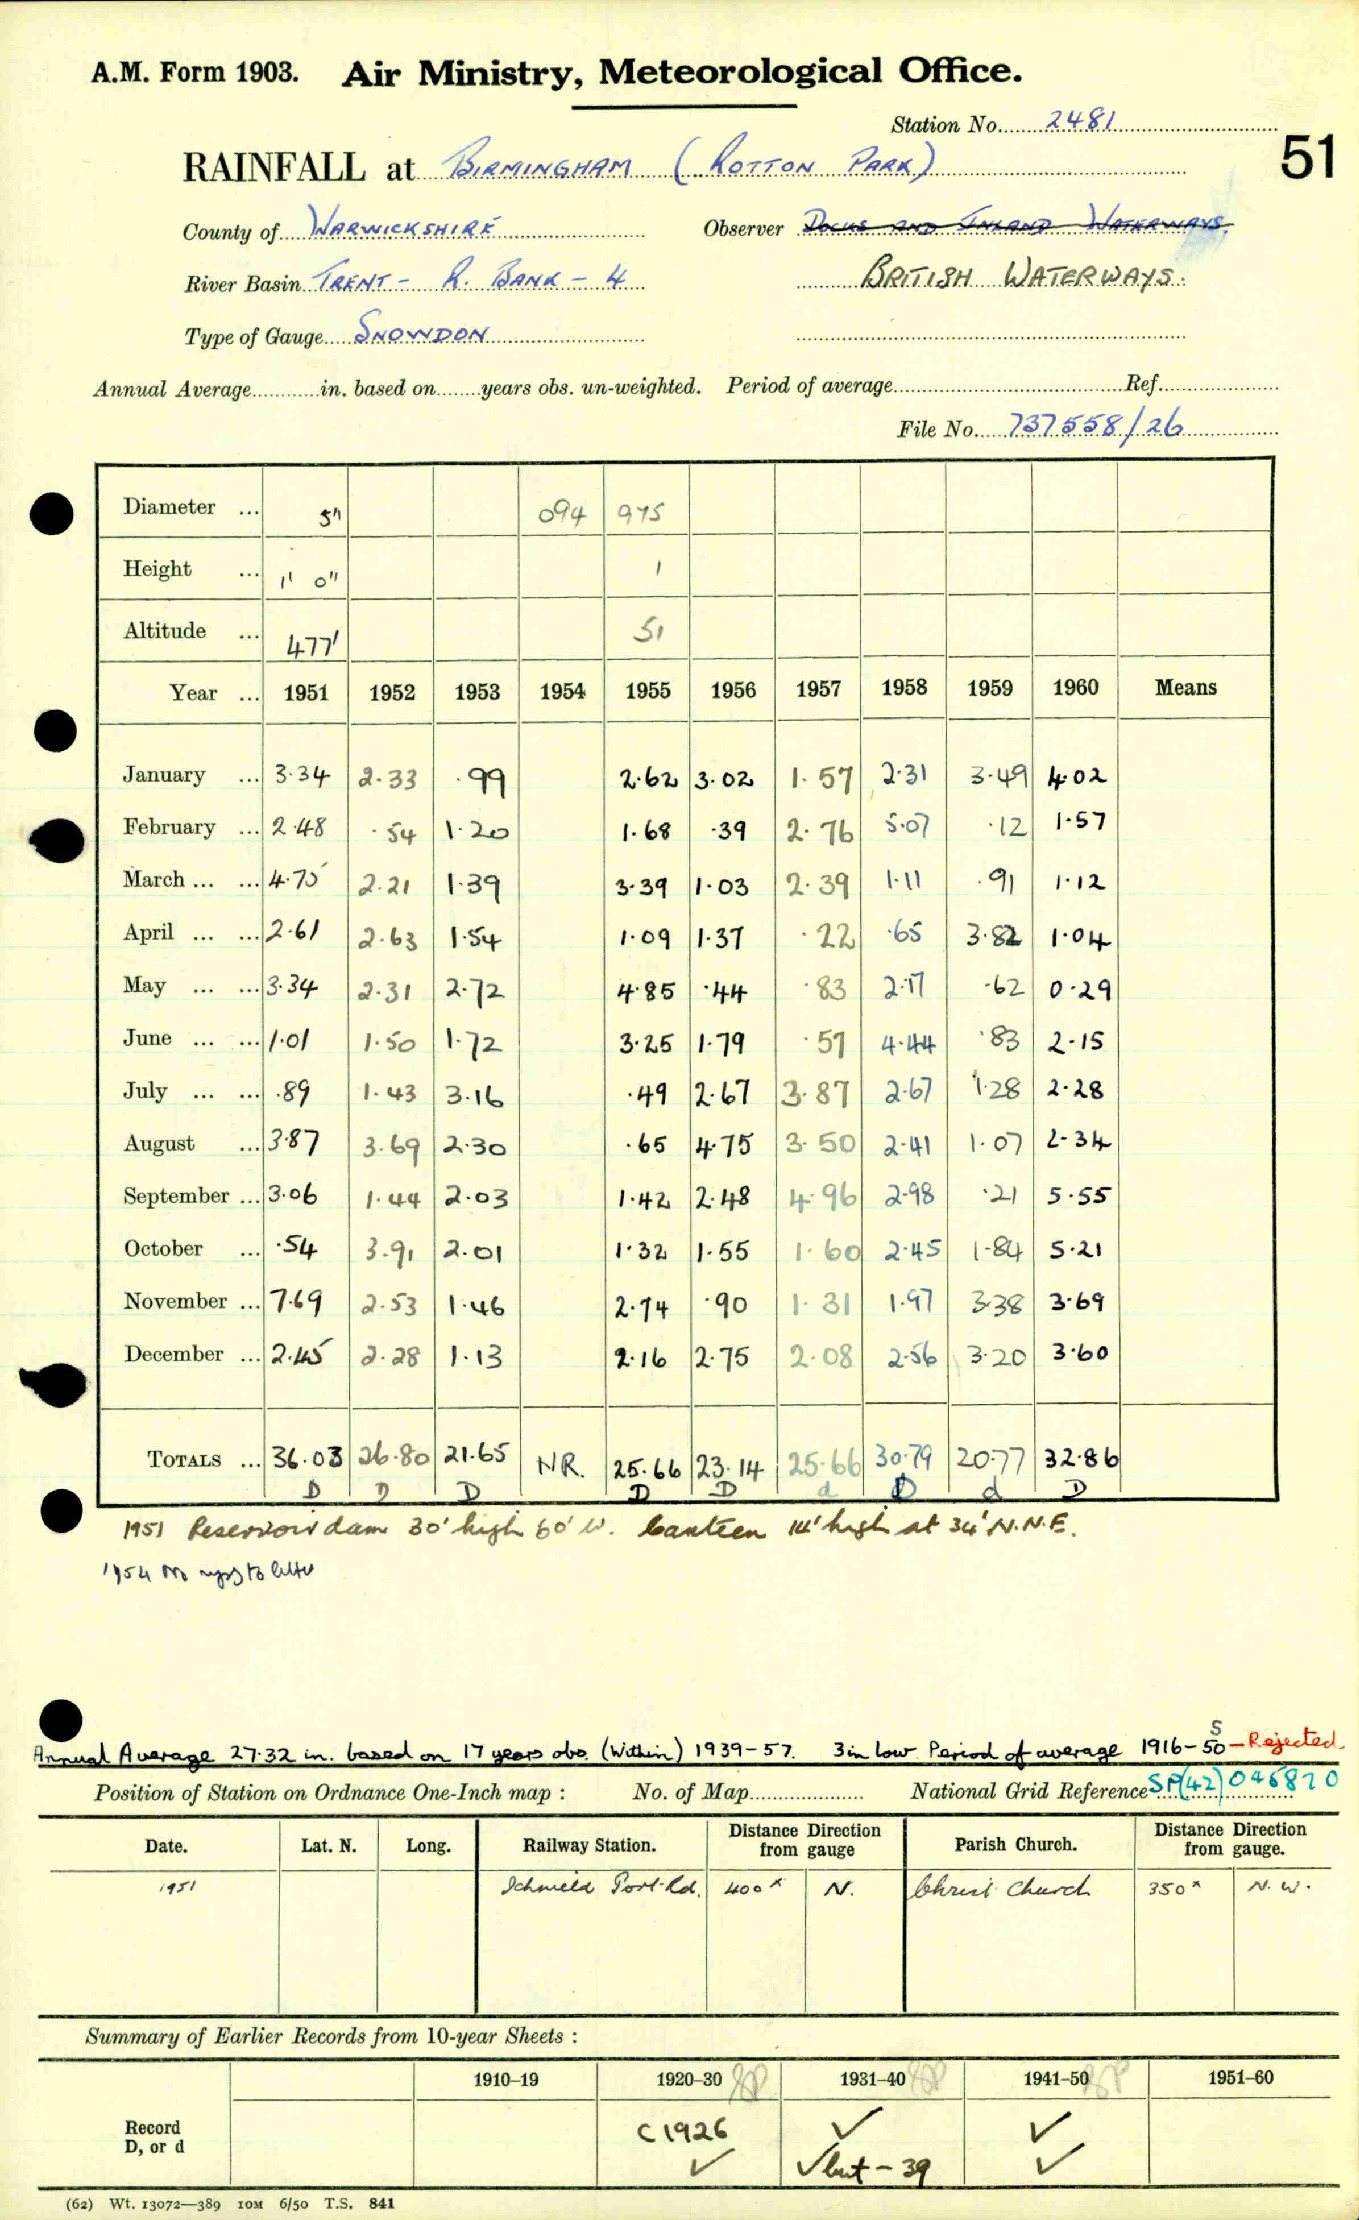 A.M. Form 1903. Air Ministry, Meteorological Office.
Station No. 2481
51
RAINFALL at BIRMINGHAM (ROTTON PARK)
County of WARWICKSHIRE Observer DOCKS AND INLAND WATERWAYS.
River Basin TRENT - R. BANK - 4 BRITISH WATERWAYS.
Type of Gauge SNOWDON
Annual Average in. based on years obs. un-weighted. Period of average Ref.
File No. 737558/26
Diameter ... 5" 094 975
Height ... 1' 0" 1
Altitude ... 477' 51
Year ... 1951 1952 1953 1954 1955 1956 1957 1958 1959 1960 Means
January ... 3.34 2.33 .99 2.62 3.02 1.57 2.31 3.49 4.02
February ... 2.48 .54 1.20 1.68 .39 2.76 5.07 .12 1.57
March ... ... 4.75 2.21 1.39 3.39 1.03 2.39 1.11 .91 1.12
April ... ... 2.61 2.63 1.54 1.09 1.37 .22 .65 3.82 1.04
May ... ... 3.34 2.31 2.72 4.85 .44 .83 2.17 .62 0.29
June ... ... 1.01 1.50 1.72 3.25 1.79 .57 4.44 .83 2.15
July ... ... .89 1.43 3.16 .49 2.67 3.87 2.67 1.28 2.28
August ... 3.87 3.69 2.30 .65 4.75 3.50 2.41 1.07 2.34
September ... 3.06 1.44 2.03 1.42 2.48 4.96 2.98 .21 5.55
October ... .54 3.91 2.01 1.32 1.55 1.60 2.45 1.84 5.21
November ... 7.69 2.53 1.46 2.74 .90 1.31 1.97 3.38 3.69
December ... 2.45 2.28 1.13 2.16 2.75 2.08 2.56 3.20 3.60
TOTALS ... 36.03 26.80 21.65 NR. 25.66 23.14 25.66 30.79 20.77 32.86
D D D D D d D d D
1951 Reservoir dam 30' high 60' W. Canteen 14' high at 34' N.N.E.
1954 No reply to letter
S
Annual Average 27.32 in. based on 17 years obs. (within) 1939-57. 3 in low Period of average 1916-50 - Rejected.
Position of Station on Ordnance One-Inch map : No. of Map National Grid Reference SP(42)045870
Date. Lat. N. Long. Railway Station. Distance Direction from gauge Parish Church. Distance Direction from gauge.
1951 Port Rd. 400x N. Christ Church 350x N.W.
Summary of Earlier Records from 10-year Sheets :
1910–19 1920–30 1931–40 1941–50 1951–60
Record C1926 ✓ ✓
D, or d ✓ ✓ but - 39 ✓
(62) Wt. 13072—389 10M 6/50 T.S. 841